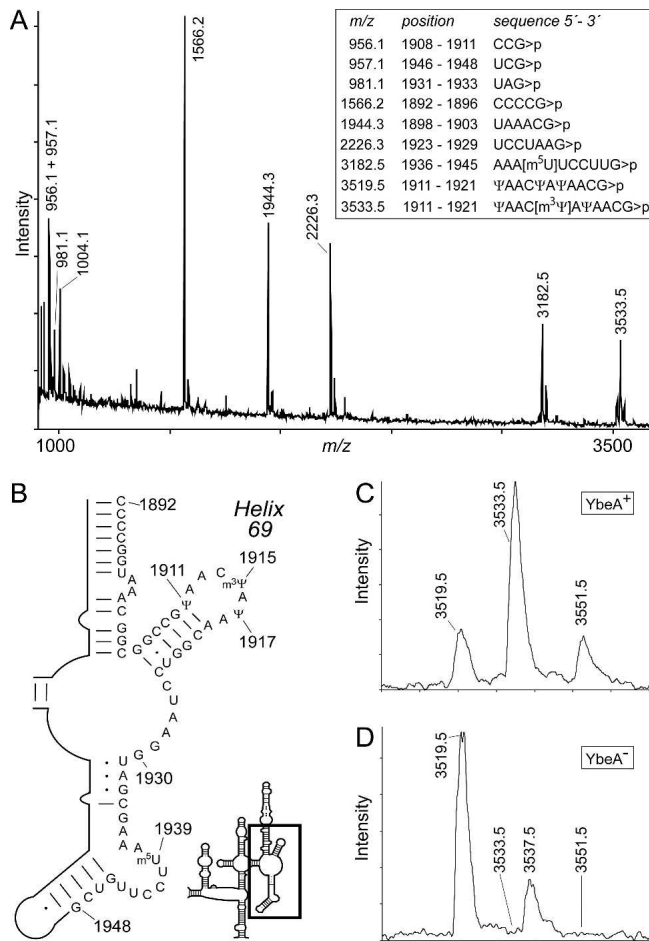 A
Intensity
956.1 + 957.1
981.1
1004.1
1566.2
1944.3
2226.3
3182.5
3533.5
1000
m/z
3500
m/z position sequence 5´- 3´
956.1 1908 - 1911 CCG>p
957.1 1946 - 1948 UCG>p
981.1 1931 - 1933 UAG>p
1566.2 1892 - 1896 CCCCG>p
1944.3 1898 - 1903 UAAACG>p
2226.3 1923 - 1929 UCCUAAG>p
3182.5 1936 - 1945 AAA[m⁵U]UCCUUG>p
3519.5 1911 - 1921 ΨAACΨAΨAACG>p
3533.5 1911 - 1921 ΨAAC[m³Ψ]AΨAACG>p
B
Helix
69
1892
1911
1915
1917
1930
1939
1948
CCCCGGUAAACGGCGGCCGΨAACm³ΨAΨAACGGUCCUAAGGUAGCGAAAm⁵UUCCUUGUCG
C
YbeA⁺
Intensity
3519.5
3533.5
3551.5
D
YbeA⁻
Intensity
3519.5
3533.5
3537.5
3551.5